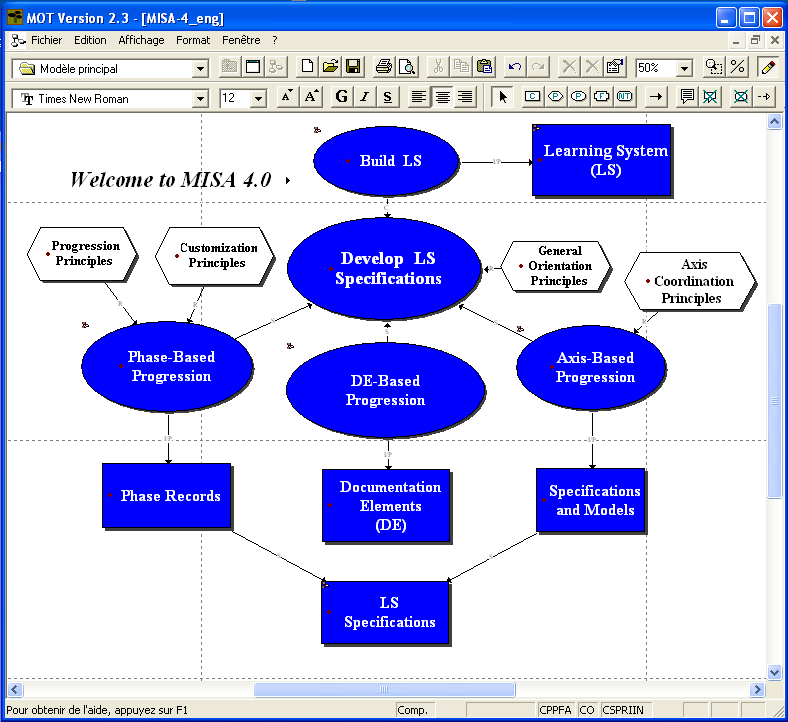 MOT Version 2.3 - [MISA-4_eng]
Fichier Edition Affichage Format Fenêtre ?
Modèle principal
50%
Times New Roman
12
A A G I S
C P P F NT
Build LS
I/P
Learning System
(LS)
Welcome to MISA 4.0
C
Progression
Principles
Customization
Principles
Develop LS
Specifications
R
General
Orientation
Principles
Axis
Coordination
Principles
R
R
R
S
S
S
Phase-Based
Progression
DE-Based
Progression
Axis-Based
Progression
I/P
I/P
I/P
Phase Records
Documentation
Elements
(DE)
Specifications
and Models
LS
Specifications
Pour obtenir de l'aide, appuyez sur F1
Comp.
CPPFA
CO
CSPRIIN